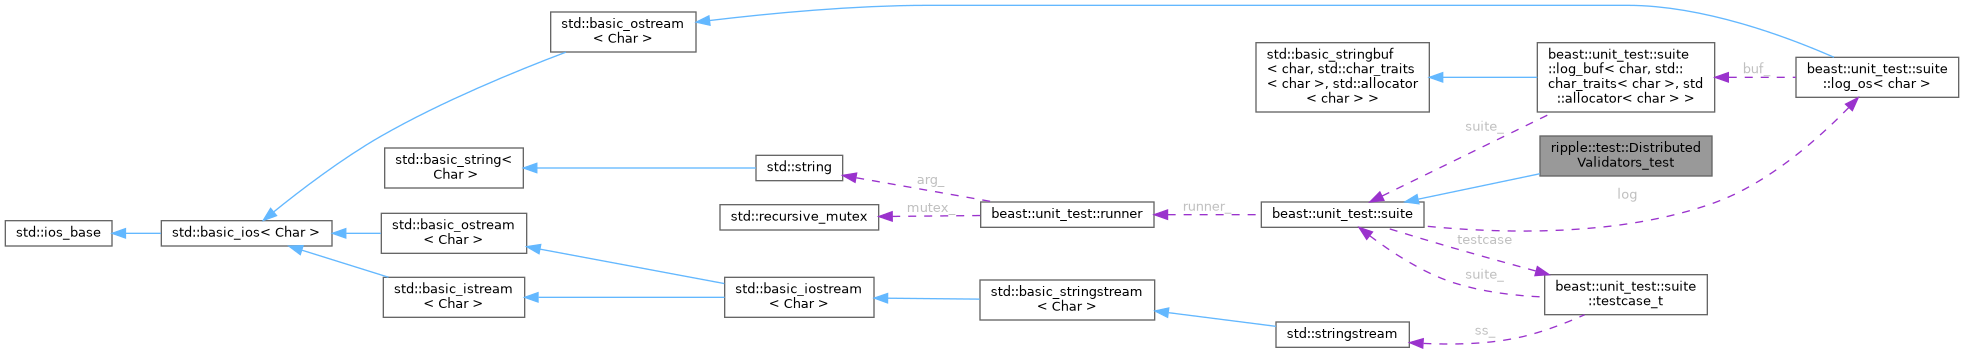 std::basic_ostream
< Char >
std::basic_stringbuf
< char, std::char_traits
< char >, std::allocator
< char > >
beast::unit_test::suite
::log_buf< char, std::
char_traits< char >, std
::allocator< char > >
buf_
beast::unit_test::suite
::log_os< char >
suite_
ripple::test::Distributed
Validators_test
std::basic_string<
Char >
std::string
arg_
log
std::recursive_mutex
mutex_
beast::unit_test::runner
runner_
beast::unit_test::suite
std::ios_base
std::basic_ios< Char >
std::basic_ostream
< Char >
testcase
suite_
std::basic_istream
< Char >
std::basic_iostream
< Char >
std::basic_stringstream
< Char >
beast::unit_test::suite
::testcase_t
std::stringstream
ss_